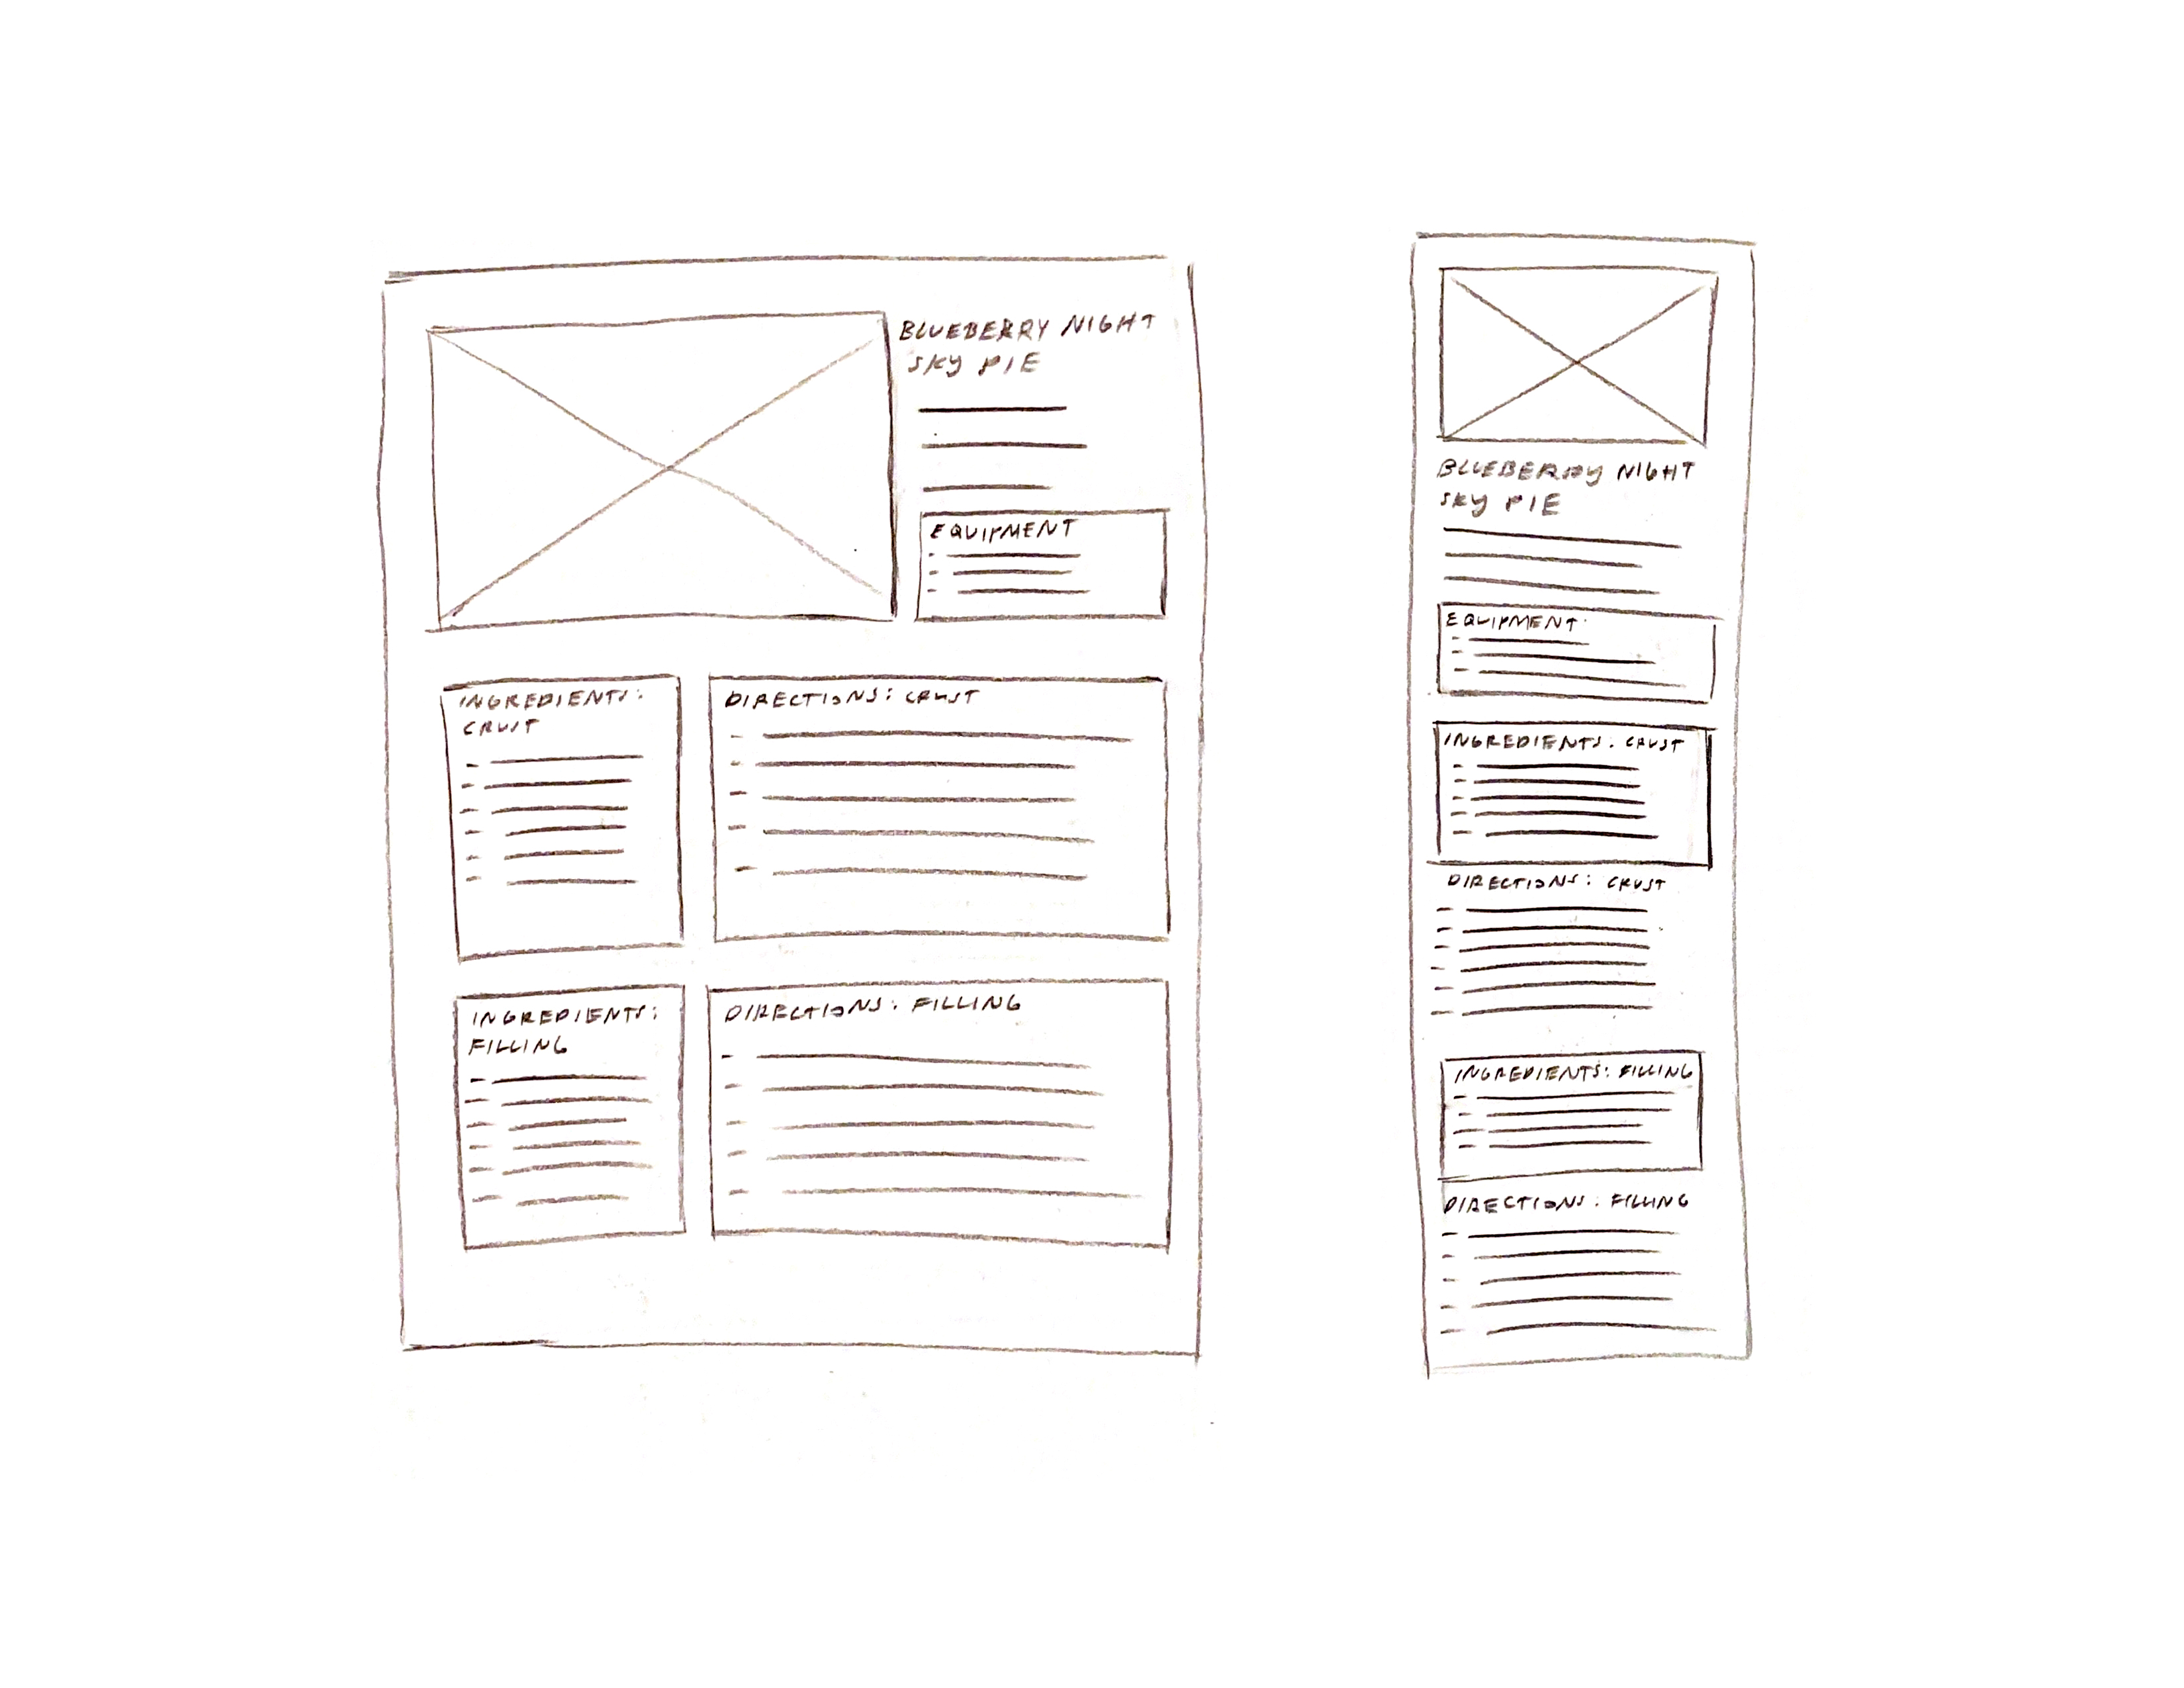 BLUEBERRY NIGHT
SKY PIE
EQUIPMENT
INGREDIENTS:
CRUST
DIRECTIONS: CRUST
INGREDIENTS:
FILLING
DIRECTIONS: FILLING
BLUEBERRY NIGHT
SKY PIE
EQUIPMENT
INGREDIENTS: CRUST
DIRECTIONS: CRUST
INGREDIENTS: FILLING
DIRECTIONS: FILLING